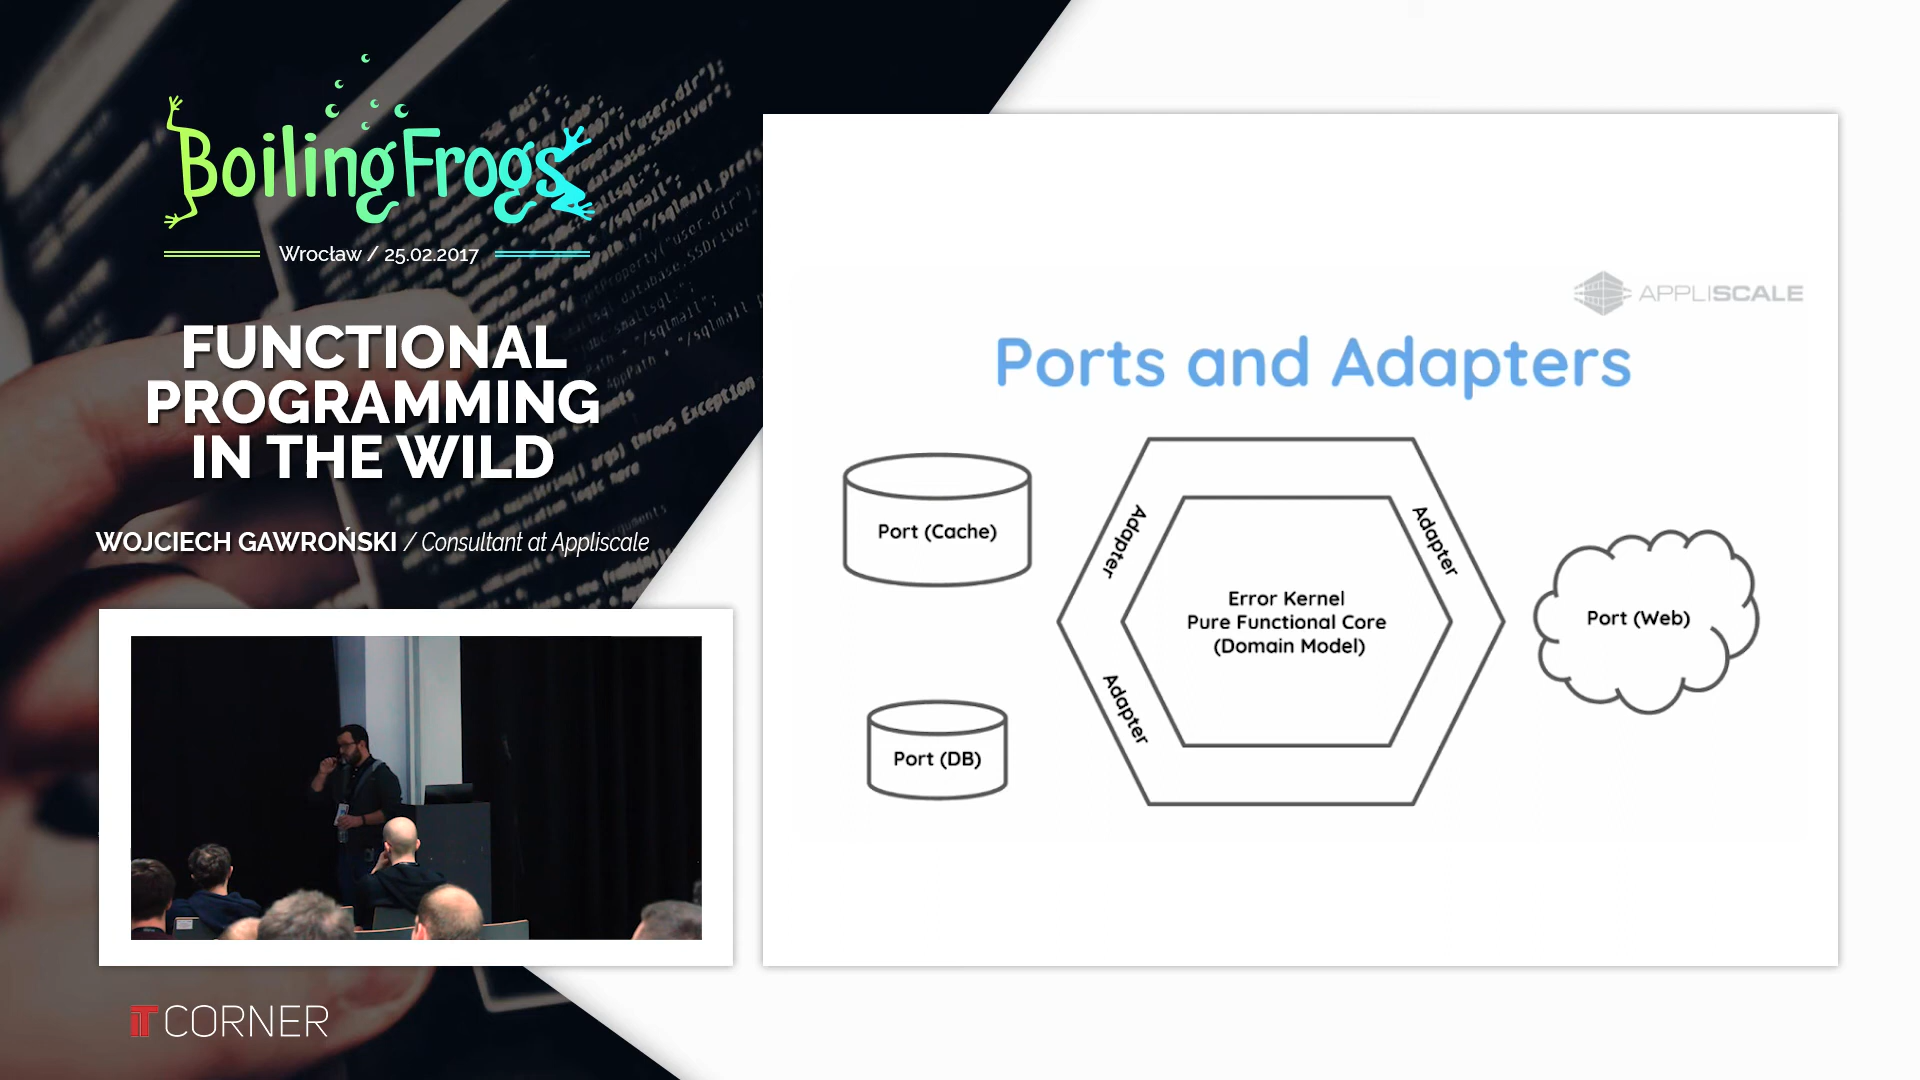 BoilingFrogs
Wrocław / 25.02.2017
FUNCTIONAL
PROGRAMMING
IN THE WILD
WOJCIECH GAWROŃSKI / Consultant at Appliscale
IT CORNER
APPLISCALE
Ports and Adapters
Port (Cache)
Port (DB)
Adapter
Adapter
Adapter
Error Kernel
Pure Functional Core
(Domain Model)
Port (Web)